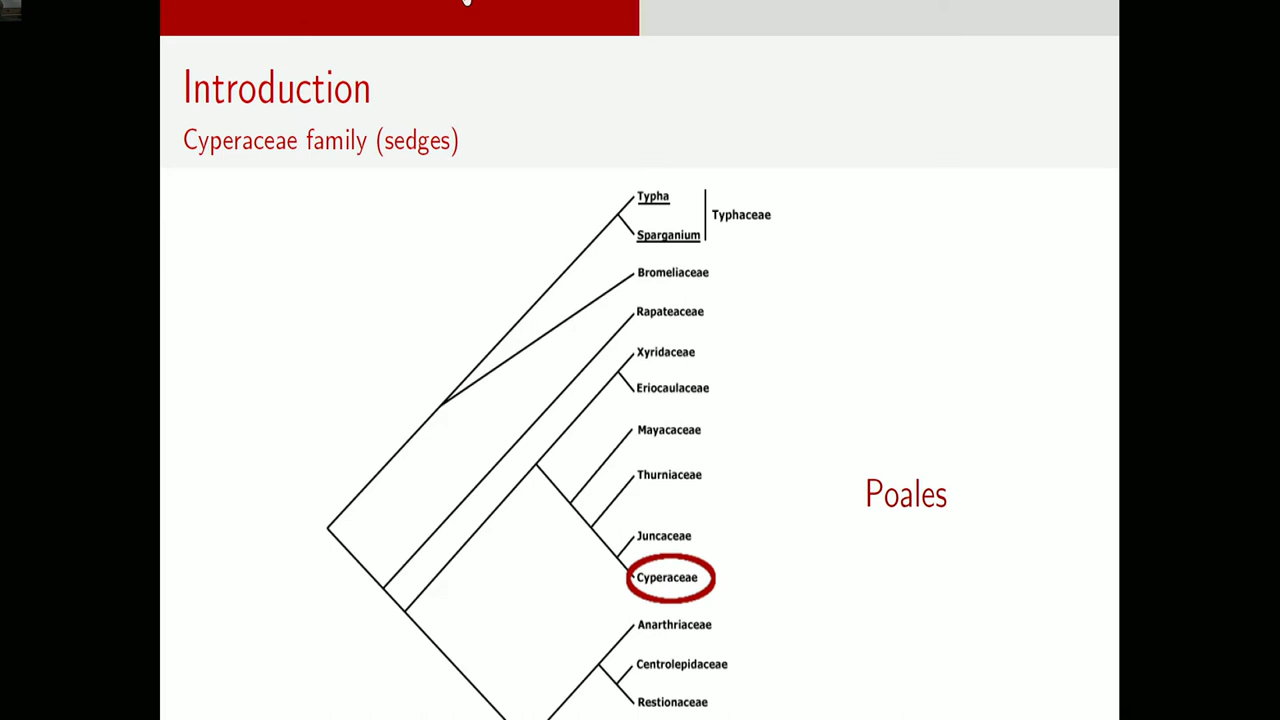 Introduction
Cyperaceae family (sedges)
Typha
Typhaceae
Sparganium
Bromeliaceae
Rapateaceae
Xyridaceae
Eriocaulaceae
Mayacaceae
Thurniaceae
Poales
Juncaceae
Cyperaceae
Anarthriaceae
Centrolepidaceae
Restionaceae